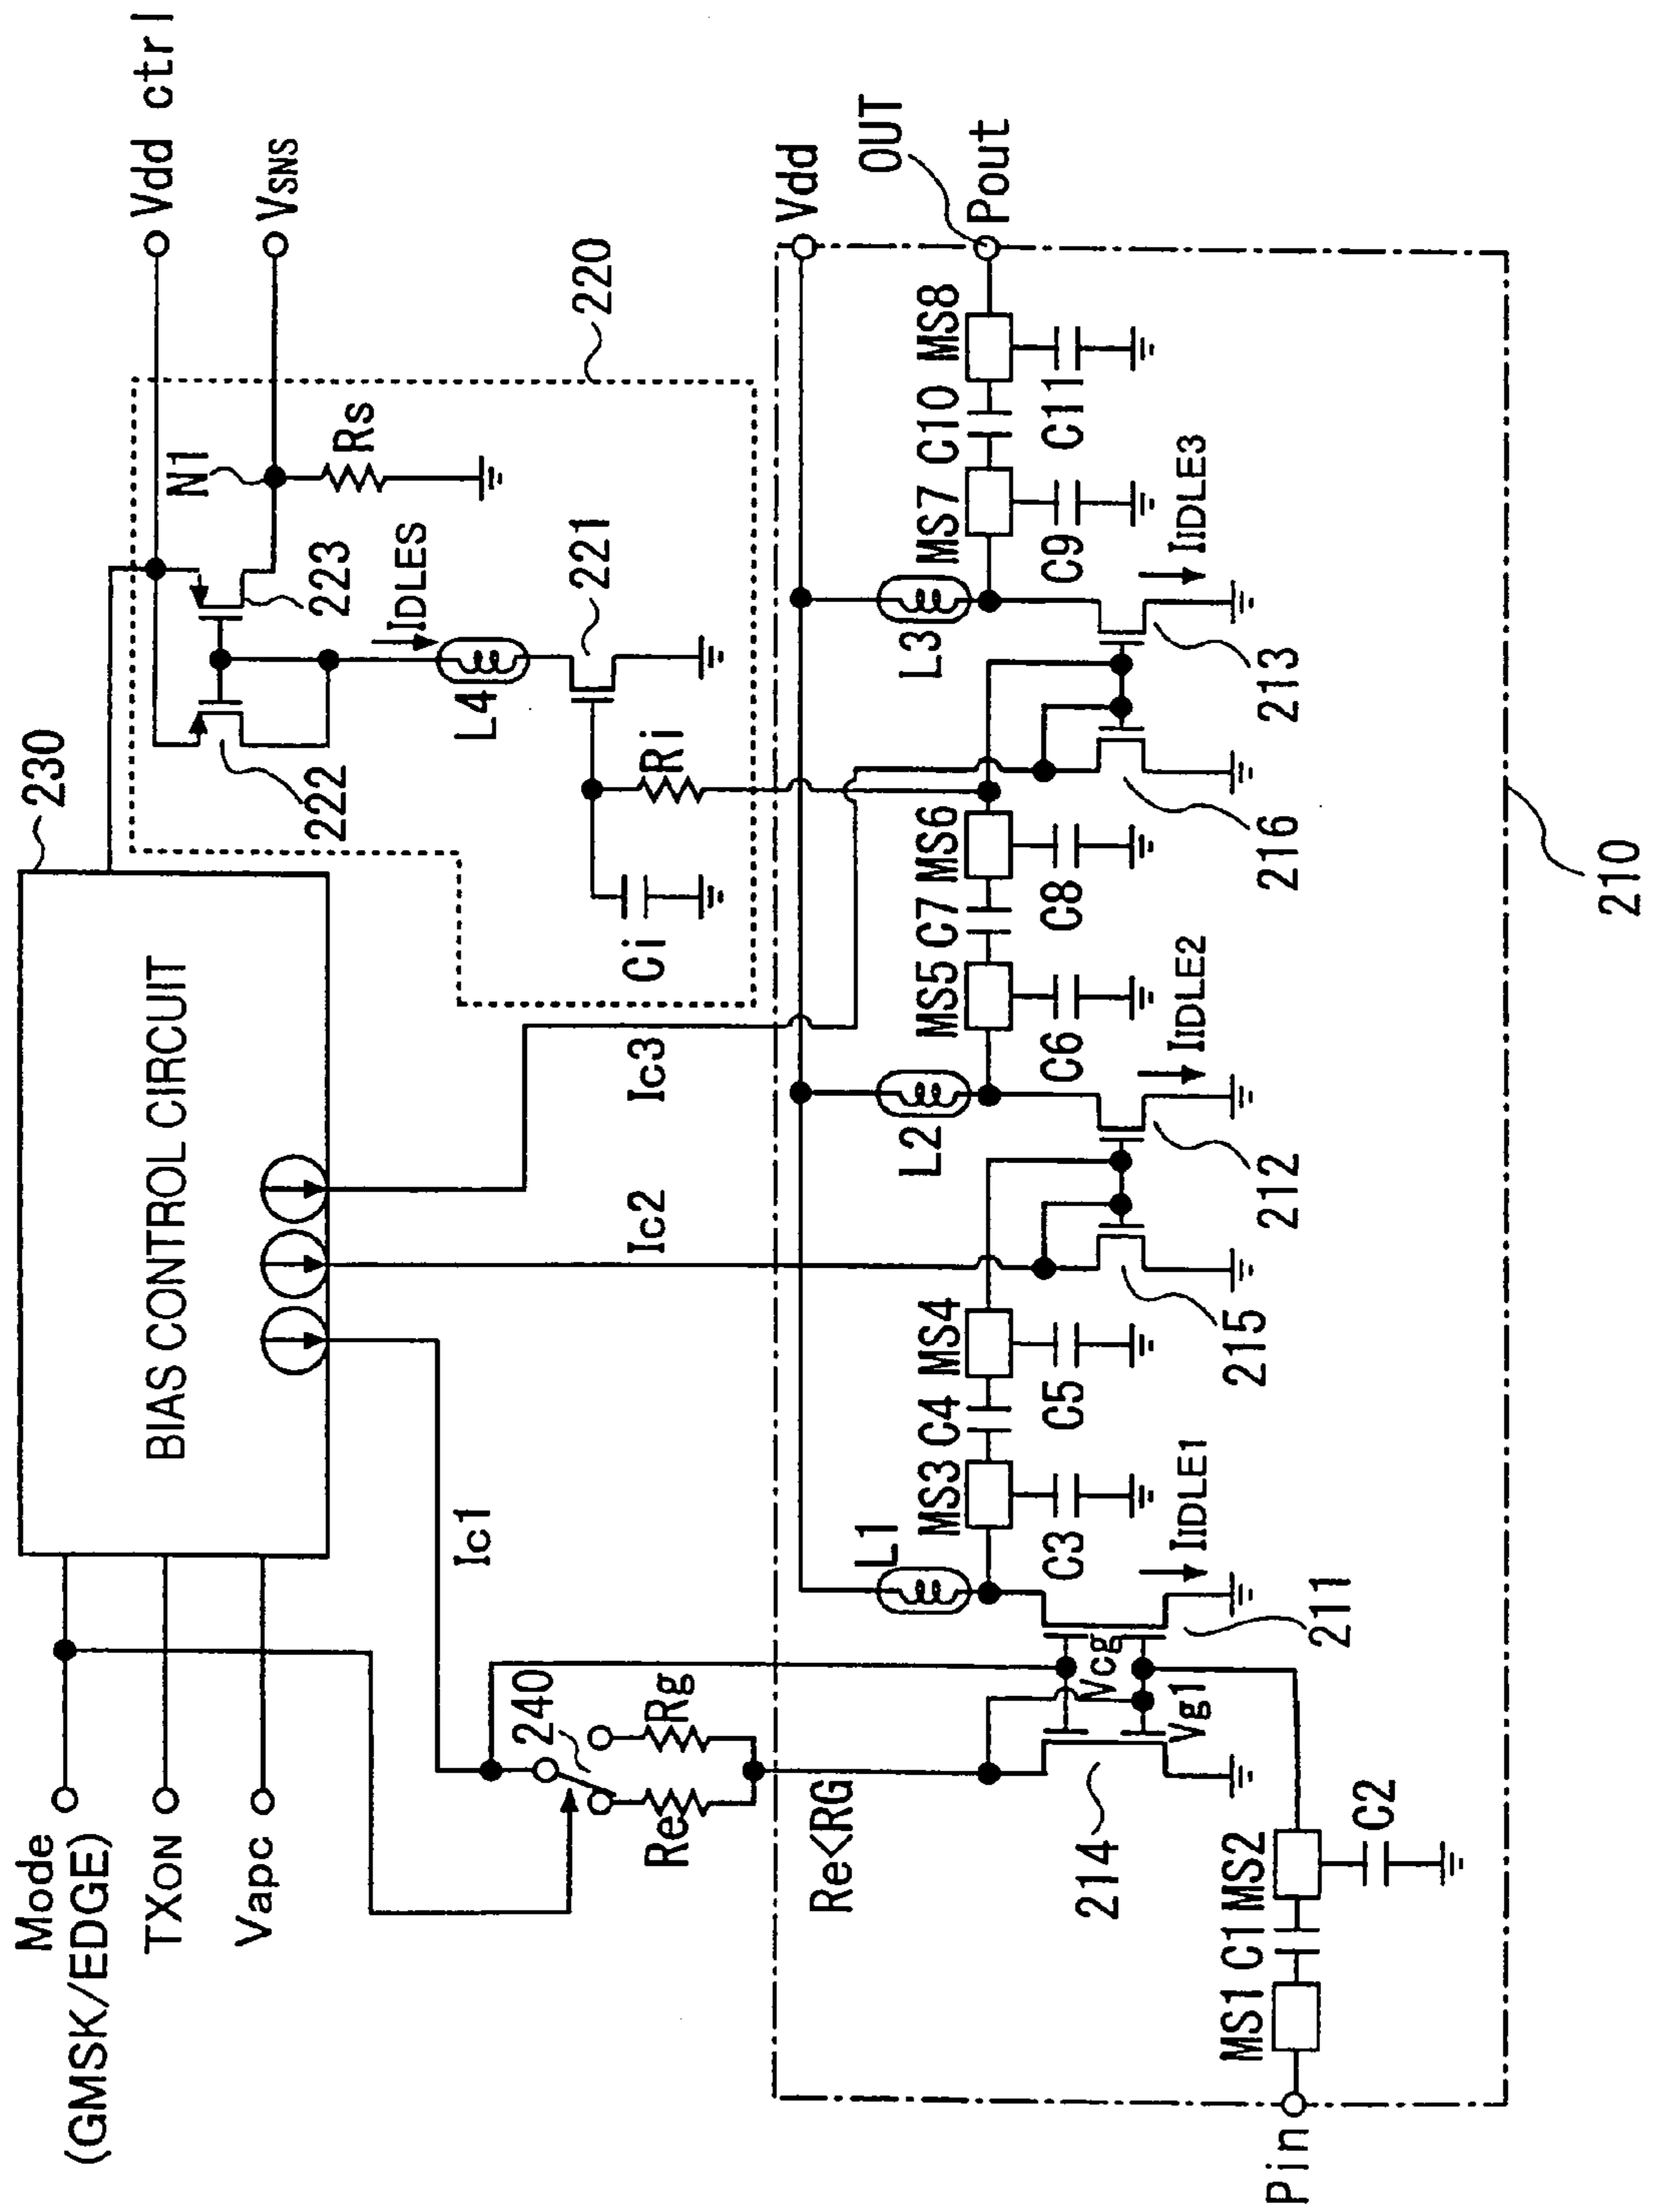 230
BIAS CONTROL CIRCUIT
Mode
(GMSK/EDGE)
TXON
Vapc
Vdd ctrl
VSNS
N1
Rs
223
222
IDLES
L4
221
220
Ri
Ci
Ic1
Ic2
Ic3
240
Re
Rg
Re<RG
Vdd
OUT
Pout
L1
L2
L3
MS3
C4
MS4
MS5
C7
MS6
MS7
C10
MS8
C3
C5
C6
C8
C9
C11
Vcg
Vg1
IIDLE1
IIDLE2
IIDLE3
214
211
215
212
216
213
Pin
MS1
C1
MS2
C2
210